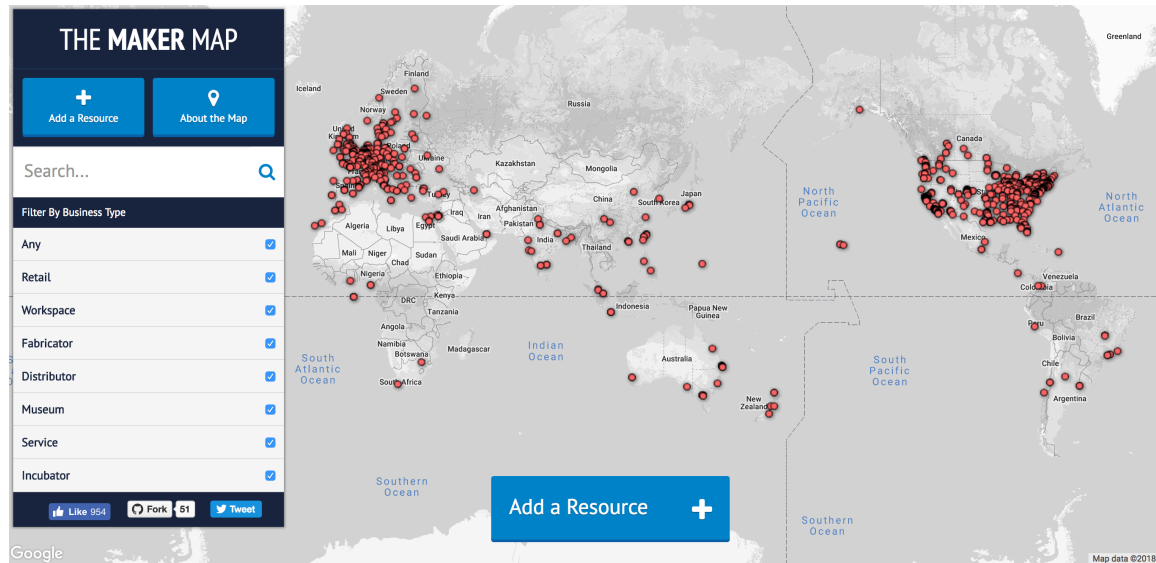 THE MAKER MAP
Add a Resource
About the Map
Search...
Filter By Business Type
Any
Retail
Workspace
Fabricator
Distributor
Museum
Service
Incubator
Like 954
Fork 51
Tweet
Google
Greenland
Iceland
Finland
Sweden
Norway
Russia
United
Poland
Ukraine
Kazakhstan
Mongolia
Turkey
Japan
China
South Korea
Afghanistan
Iraq
Iran
Pakistan
Algeria
Libya
Egypt
Saudi Arabia
India
Thailand
Mali
Niger
Chad
Sudan
Nigeria
Ethiopia
DRC
Kenya
Tanzania
Indonesia
Papua New
Guinea
Angola
Namibia
Botswana
Madagascar
South Africa
Indian
Ocean
Australia
New
Zealand
South
Atlantic
Ocean
Southern
Ocean
Canada
North
Pacific
Ocean
North
Atlantic
Ocean
Mexico
Venezuela
Colombia
Brazil
Peru
Bolivia
Chile
Argentina
South
Pacific
Ocean
Southern
Ocean
Add a Resource
Map data ©2018